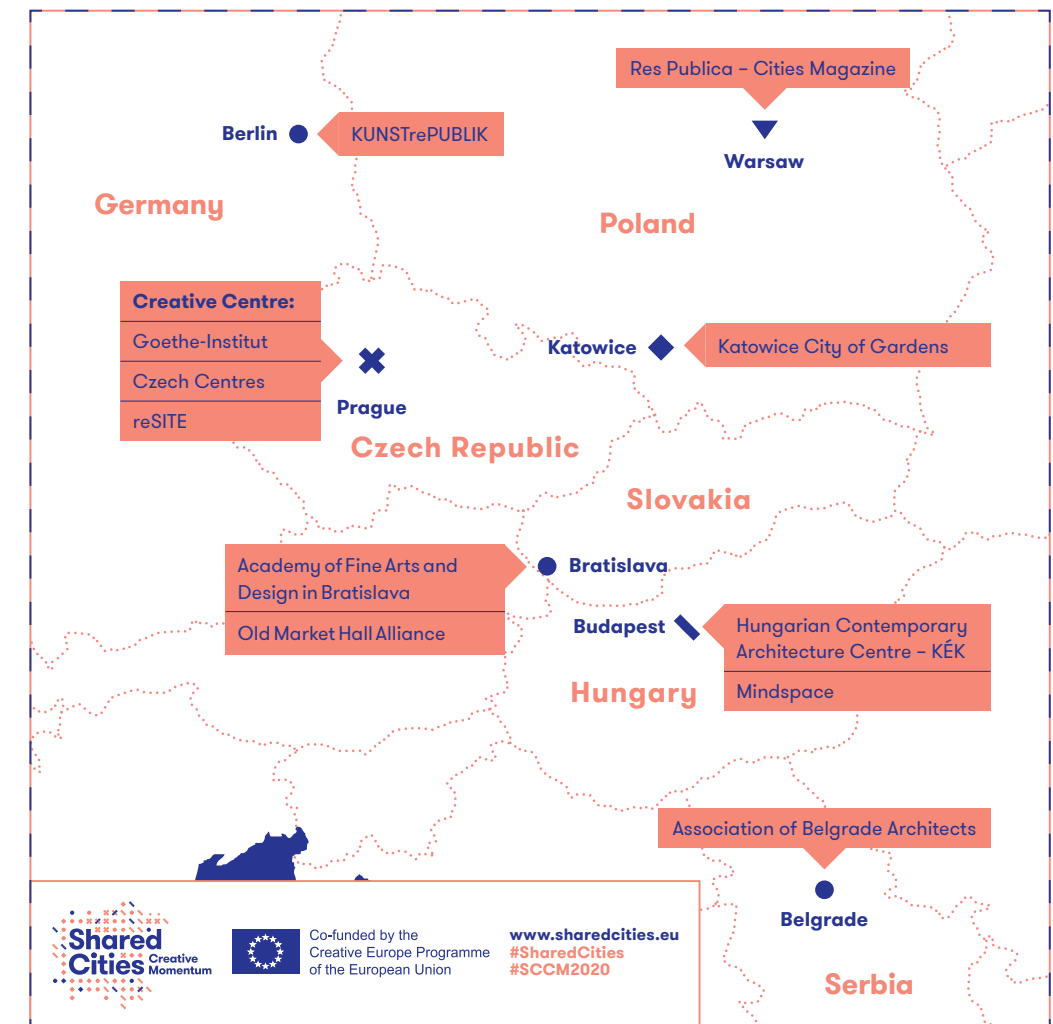 Res Publica – Cities Magazine
Warsaw
Berlin
KUNSTrePUBLIK
Germany
Poland
Creative Centre:
Goethe-Institut
Czech Centres
reSITE
Prague
Katowice
Katowice City of Gardens
Czech Republic
Slovakia
Academy of Fine Arts and
Design in Bratislava
Old Market Hall Alliance
Bratislava
Budapest
Hungarian Contemporary
Architecture Centre – KÉK
Mindspace
Hungary
Association of Belgrade Architects
Belgrade
Serbia
Shared
Cities Creative
Momentum
Co-funded by the
Creative Europe Programme
of the European Union
www.sharedcities.eu
#SharedCities
#SCCM2020